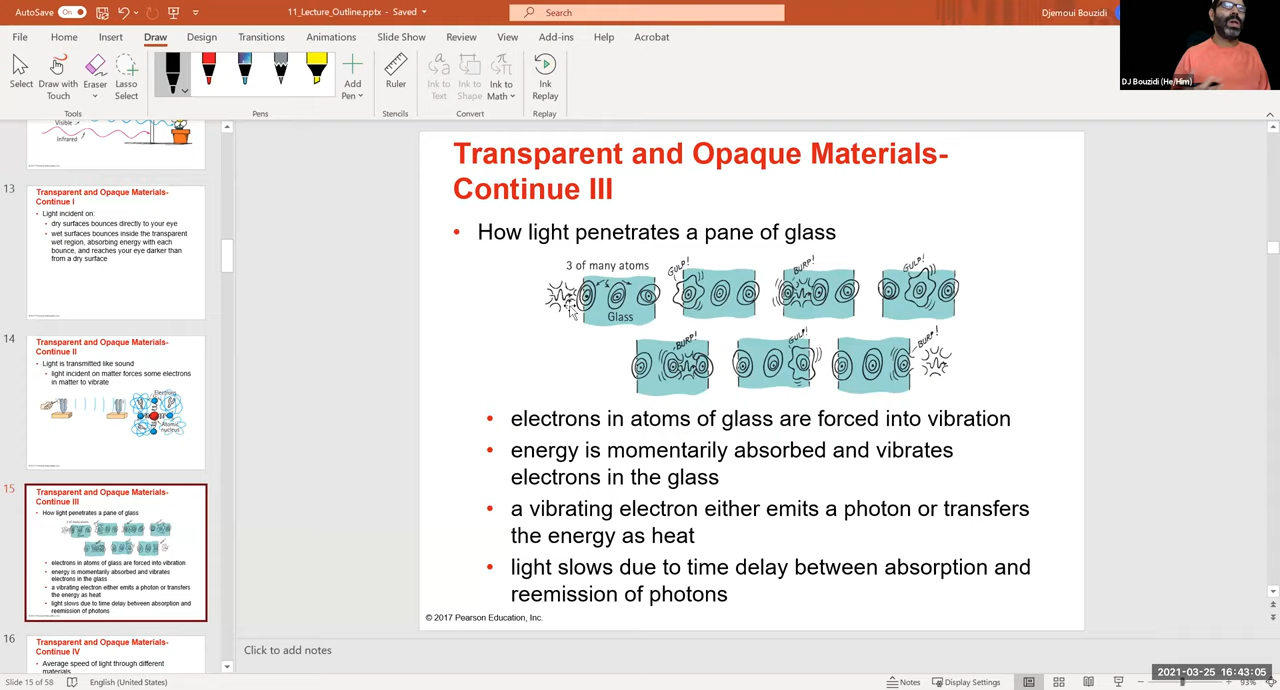 AutoSave On
11_Lecture_Outline.pptx - Saved
Search
Djemoui Bouzidi
File Home Insert Draw Design Transitions Animations Slide Show Review View Add-ins Help Acrobat
Select
Draw with Touch
Eraser
Lasso Select
Add Pen
Ruler
Ink to Text
Ink to Shape
Ink to Math
Ink Replay
Tools
Pens
Stencils
Convert
Replay
DJ Bouzidi (He/Him)
Visible
Infrared
13
Transparent and Opaque Materials-
Continue I
• Light incident on:
• dry surfaces bounces directly to your eye
• wet surfaces bounces inside the transparent
wet region, absorbing energy with each
bounce, and reaches your eye darker than
from a dry surface
14
Transparent and Opaque Materials-
Continue II
• Light is transmitted like sound
• light incident on matter forces some electrons
in matter to vibrate
Electrons
Atomic
nucleus
15
Transparent and Opaque Materials-
Continue III
• How light penetrates a pane of glass
• electrons in atoms of glass are forced into vibration
• energy is momentarily absorbed and vibrates
electrons in the glass
• a vibrating electron either emits a photon or transfers
the energy as heat
• light slows due to time delay between absorption and
reemission of photons
16
Transparent and Opaque Materials-
Continue IV
• Average speed of light through different
materials
Transparent and Opaque Materials-
Continue III
• How light penetrates a pane of glass
3 of many atoms
GULP!
BURP!
GULP!
Glass
BURP!
GULP!
BURP!
• electrons in atoms of glass are forced into vibration
• energy is momentarily absorbed and vibrates
electrons in the glass
• a vibrating electron either emits a photon or transfers
the energy as heat
• light slows due to time delay between absorption and
reemission of photons
© 2017 Pearson Education, Inc.
Click to add notes
2021-03-25 16:43:05
Slide 15 of 58
English (United States)
Notes
Display Settings
93%